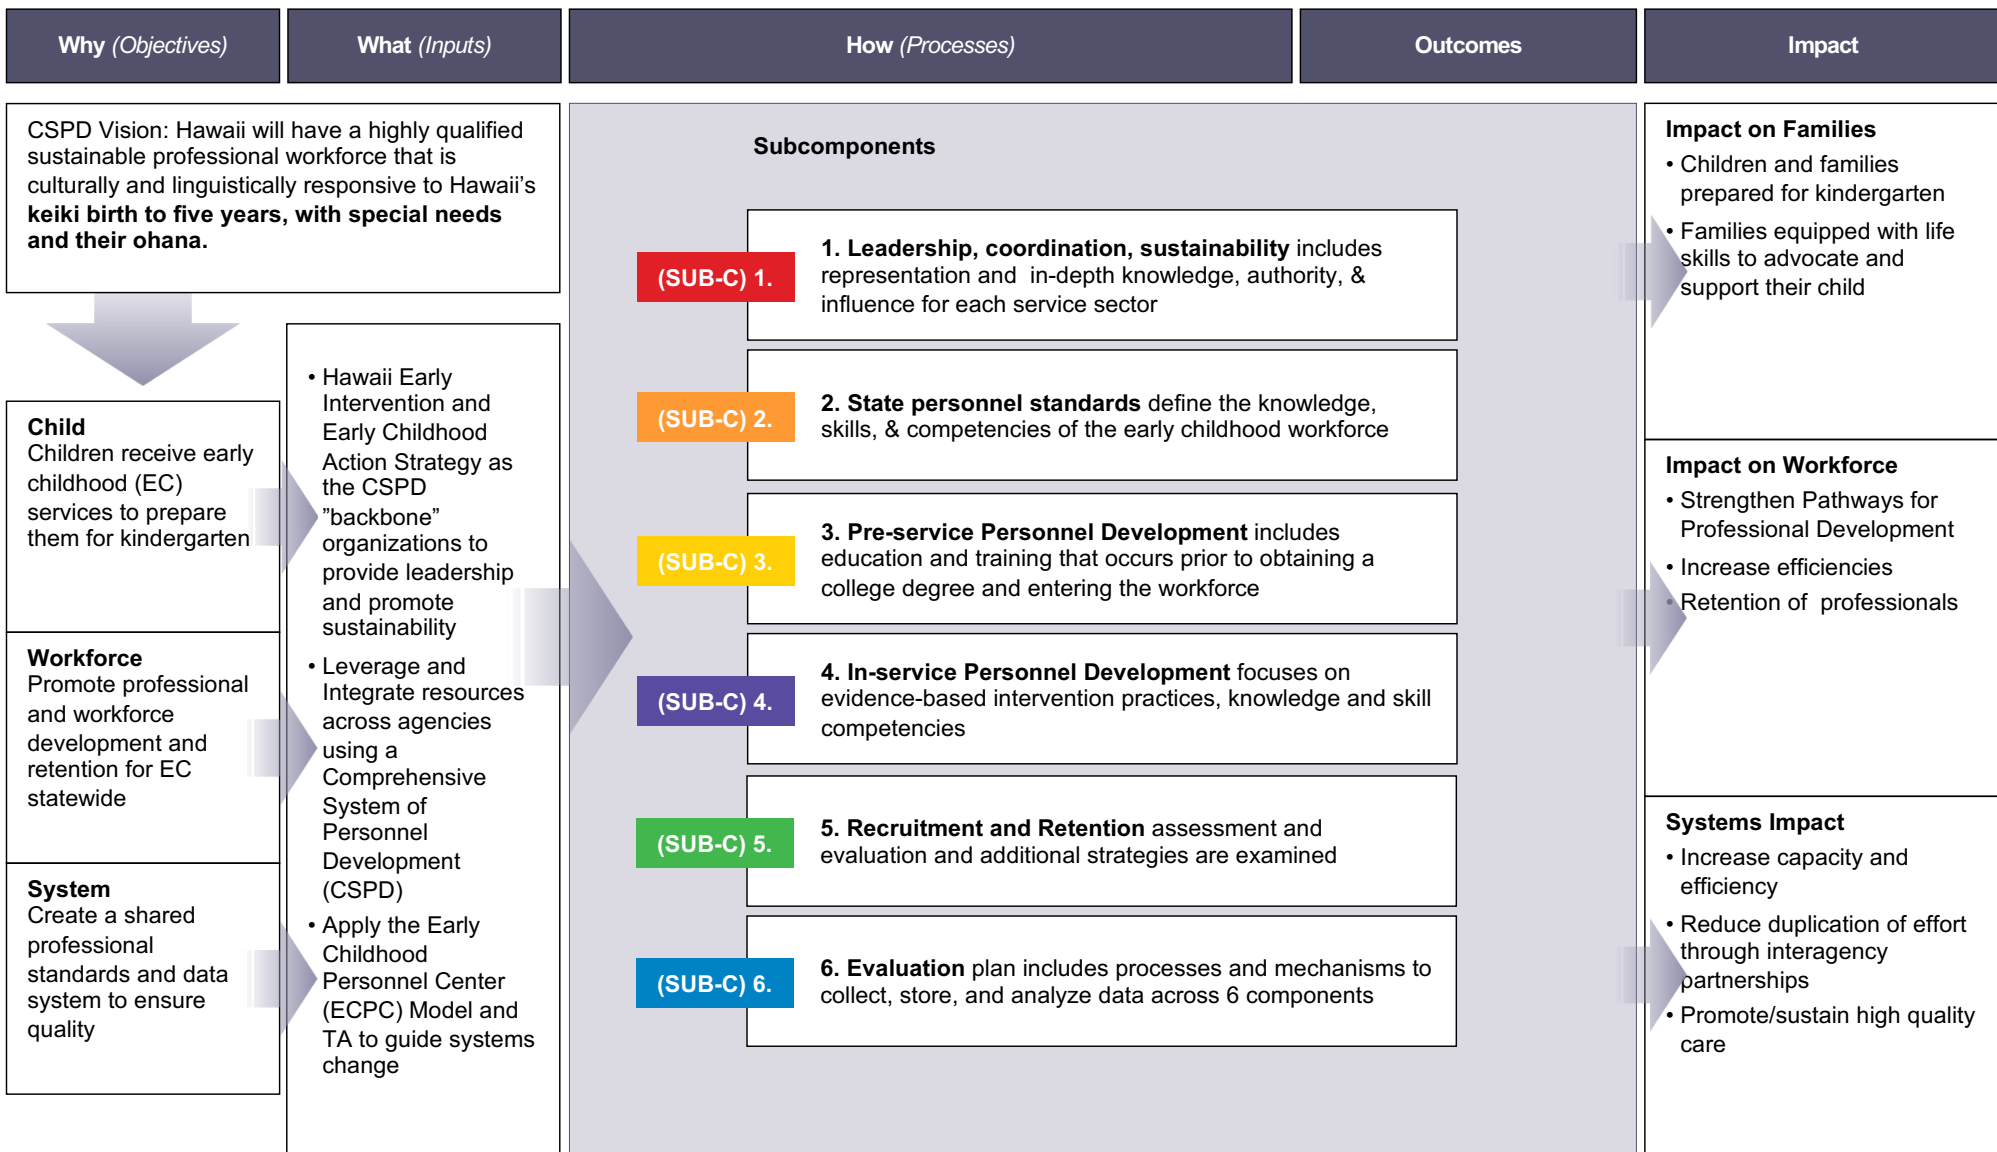 Why (Objectives)
What (Inputs)
How (Processes)
Outcomes
Impact
CSPD Vision: Hawaii will have a highly qualified
sustainable professional workforce that is
culturally and linguistically responsive to Hawaii’s
keiki birth to five years, with special needs
and their ohana.
Child
Children receive early
childhood (EC)
services to prepare
them for kindergarten
Workforce
Promote professional
and workforce
development and
retention for EC
statewide
System
Create a shared
professional
standards and data
system to ensure
quality
• Hawaii Early
Intervention and
Early Childhood
Action Strategy as
the CSPD
”backbone”
organizations to
provide leadership
and promote
sustainability
• Leverage and
Integrate resources
across agencies
using a
Comprehensive
System of
Personnel
Development
(CSPD)
• Apply the Early
Childhood
Personnel Center
(ECPC) Model and
TA to guide systems
change
Subcomponents
(SUB-C) 1.
1. Leadership, coordination, sustainability includes
representation and in-depth knowledge, authority, &
influence for each service sector
(SUB-C) 2.
2. State personnel standards define the knowledge,
skills, & competencies of the early childhood workforce
(SUB-C) 3.
3. Pre-service Personnel Development includes
education and training that occurs prior to obtaining a
college degree and entering the workforce
(SUB-C) 4.
4. In-service Personnel Development focuses on
evidence-based intervention practices, knowledge and skill
competencies
(SUB-C) 5.
5. Recruitment and Retention assessment and
evaluation and additional strategies are examined
(SUB-C) 6.
6. Evaluation plan includes processes and mechanisms to
collect, store, and analyze data across 6 components
Impact on Families
• Children and families
prepared for kindergarten
• Families equipped with life
skills to advocate and
support their child
Impact on Workforce
• Strengthen Pathways for
Professional Development
• Increase efficiencies
• Retention of professionals
Systems Impact
• Increase capacity and
efficiency
• Reduce duplication of effort
through interagency
partnerships
• Promote/sustain high quality
care